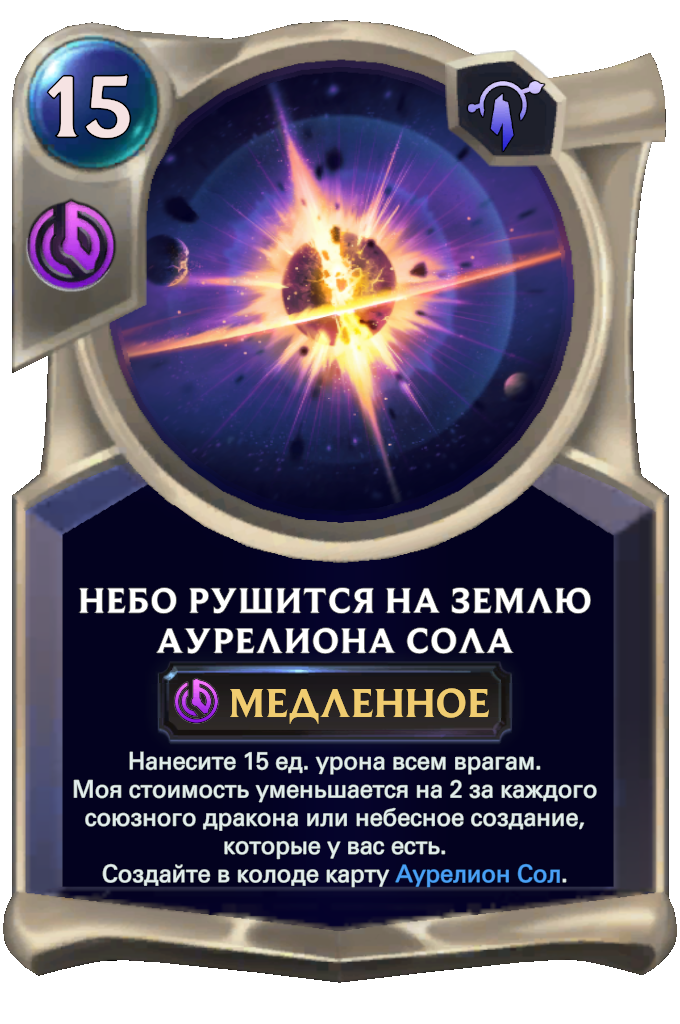 15
НЕБО РУШИТСЯ НА ЗЕМЛЮ
АУРЕЛИОНА СОЛА
МЕДЛЕННОЕ
Нанесите 15 ед. урона всем врагам.
Моя стоимость уменьшается на 2 за каждого
союзного дракона или небесное создание,
которые у вас есть.
Создайте в колоде карту Аурелион Сол.